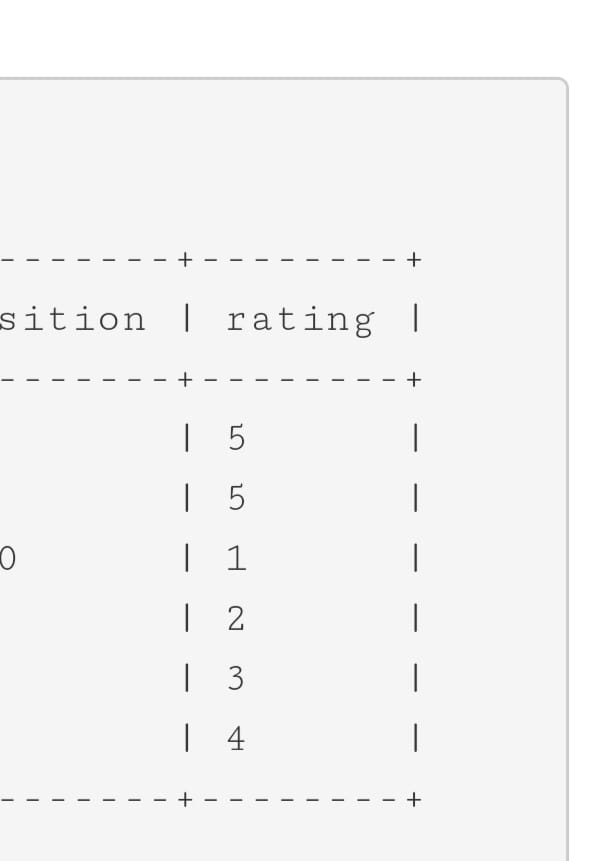 -------+--------+
sition | rating |
-------+--------+
| 5 |
| 5 |
0 | 1 |
| 2 |
| 3 |
| 4 |
-------+--------+